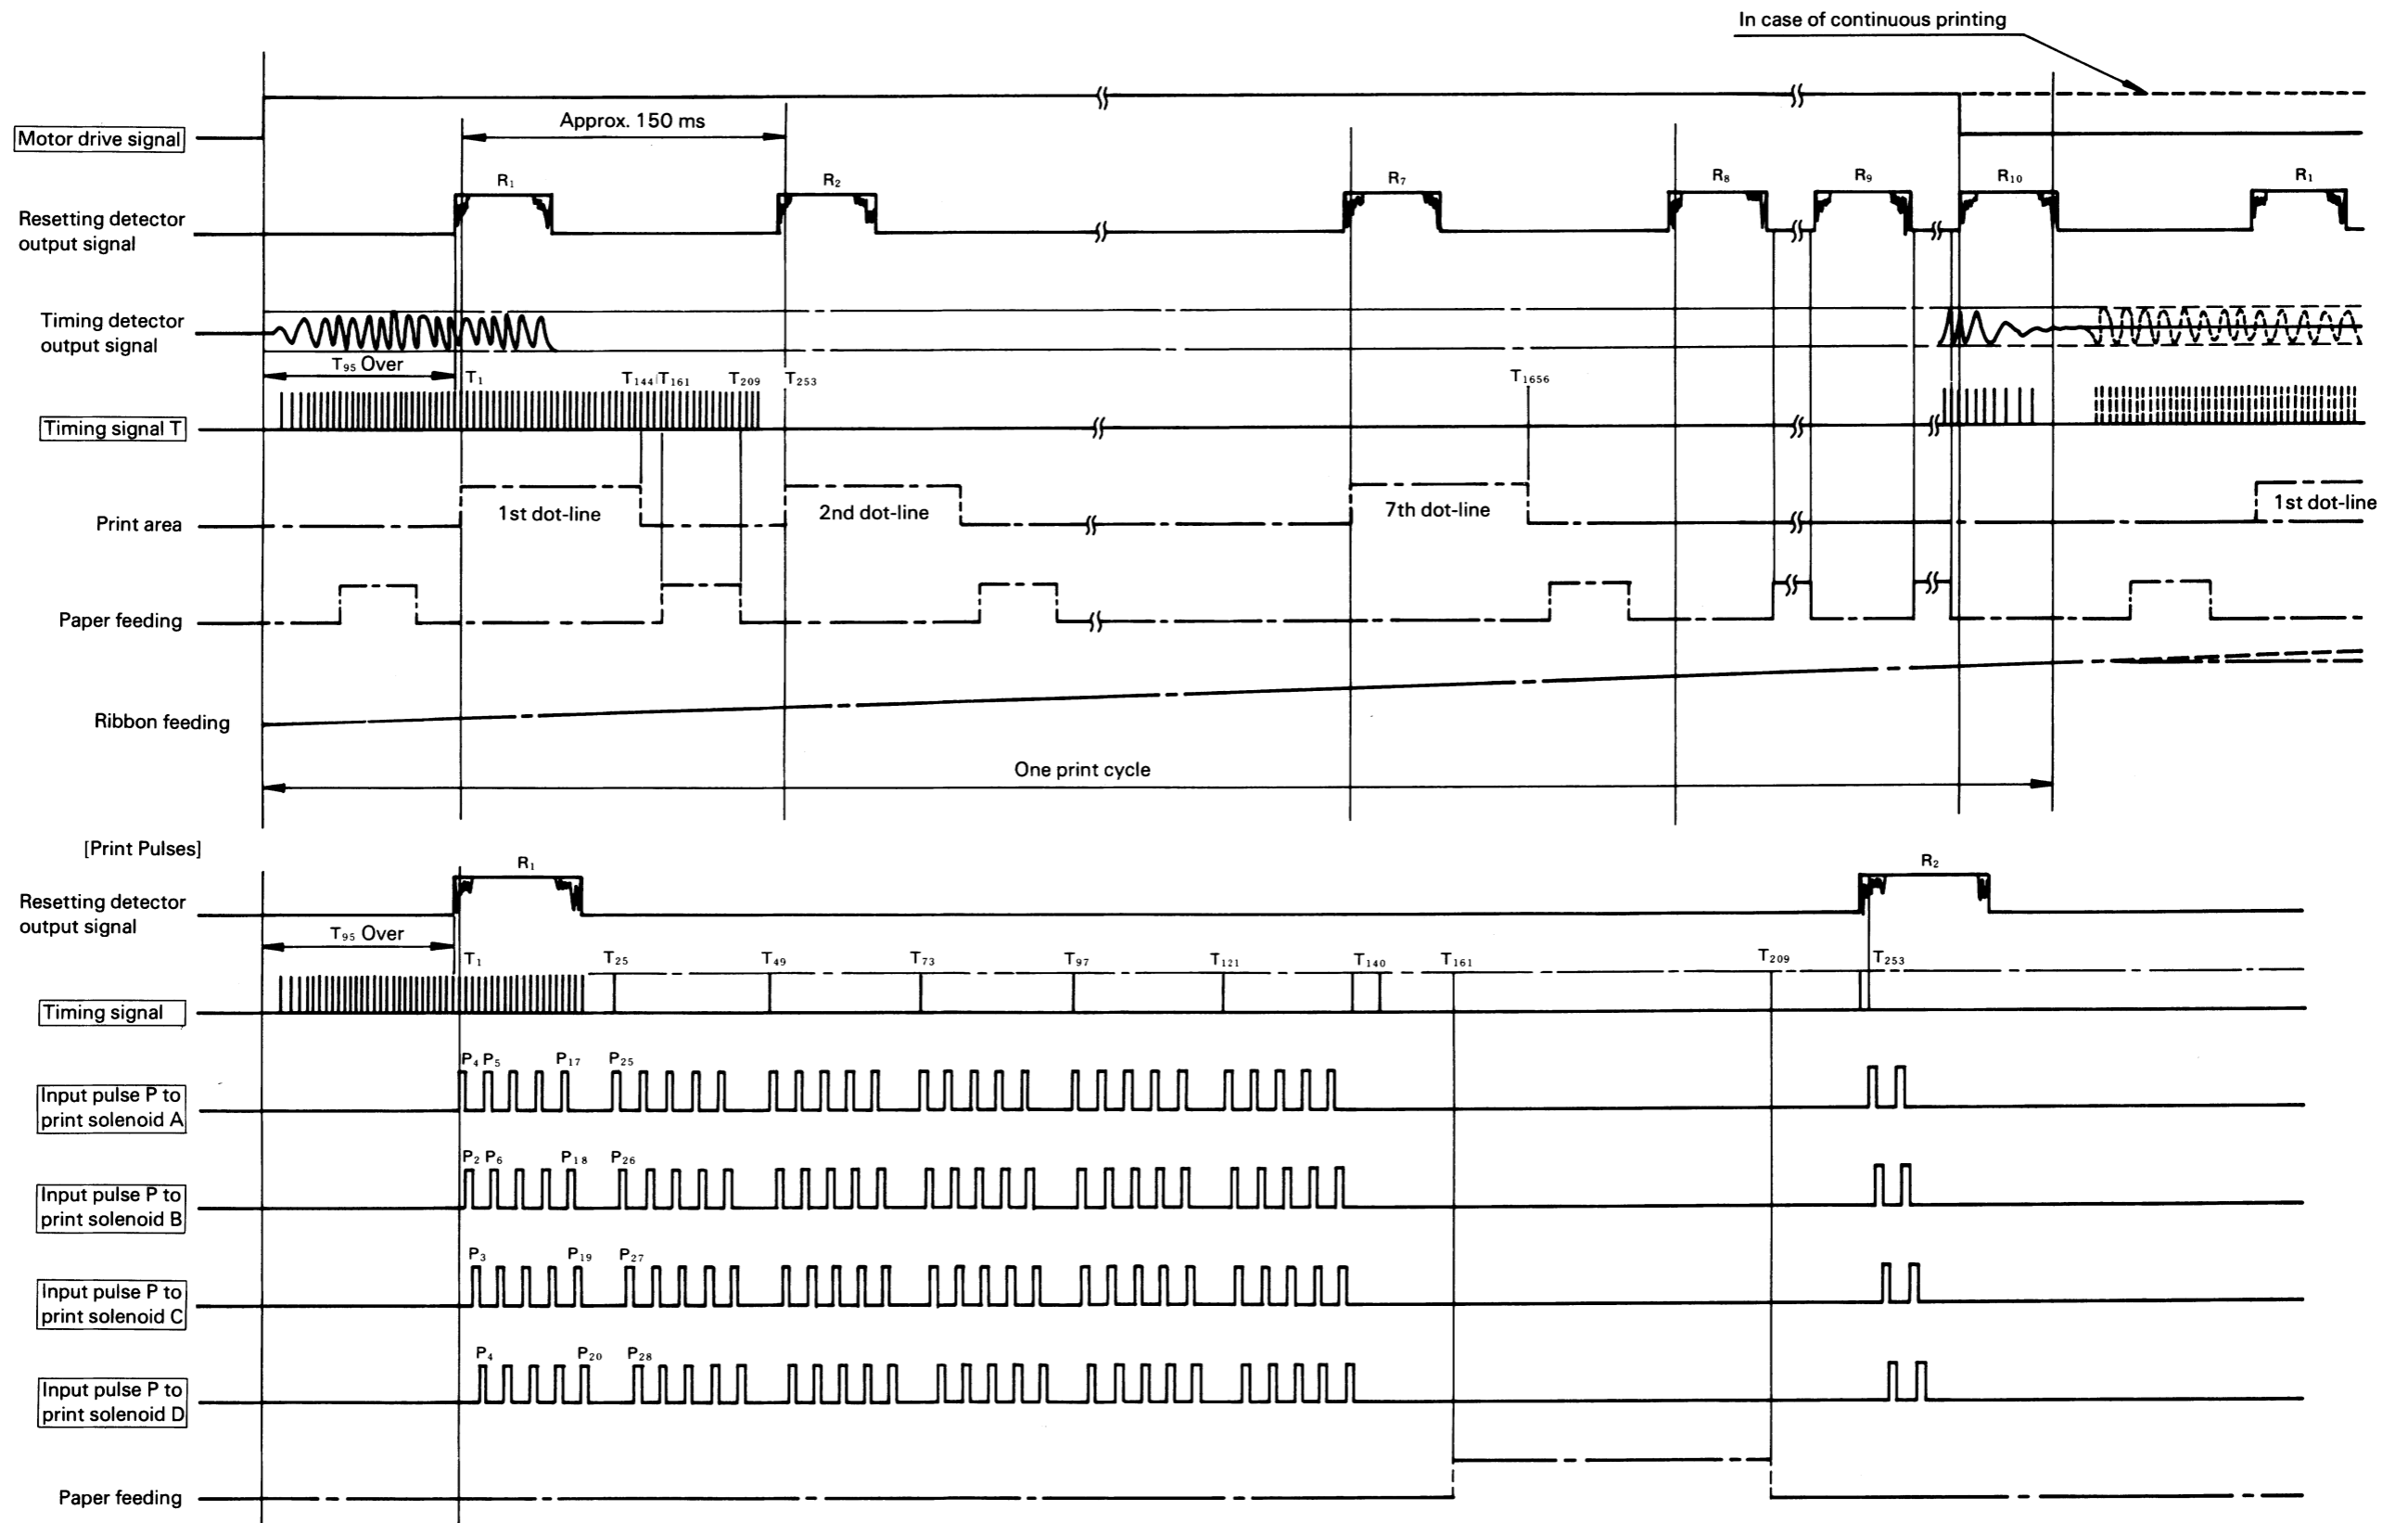 In case of continuous printing
Approx. 150 ms
Motor drive signal
R₁ R₂ R₇ R₈ R₉ R₁₀ R₁
Resetting detector
output signal
Timing detector
output signal
T₉₅ Over
T₁ T₁₄₄ T₁₆₁ T₂₀₉ T₂₅₃ T₁₆₅₆
Timing signal T
1st dot-line 2nd dot-line 7th dot-line 1st dot-line
Print area
Paper feeding
Ribbon feeding
One print cycle
[Print Pulses]
R₁ R₂
Resetting detector
output signal
T₉₅ Over
T₁ T₂₅ T₄₉ T₇₃ T₉₇ T₁₂₁ T₁₄₀ T₁₆₁ T₂₀₉ T₂₅₃
Timing signal
P₄ P₅ P₁₇ P₂₅
Input pulse P to
print solenoid A
P₂ P₆ P₁₈ P₂₆
Input pulse P to
print solenoid B
P₃ P₁₉ P₂₇
Input pulse P to
print solenoid C
P₄ P₂₀ P₂₈
Input pulse P to
print solenoid D
Paper feeding